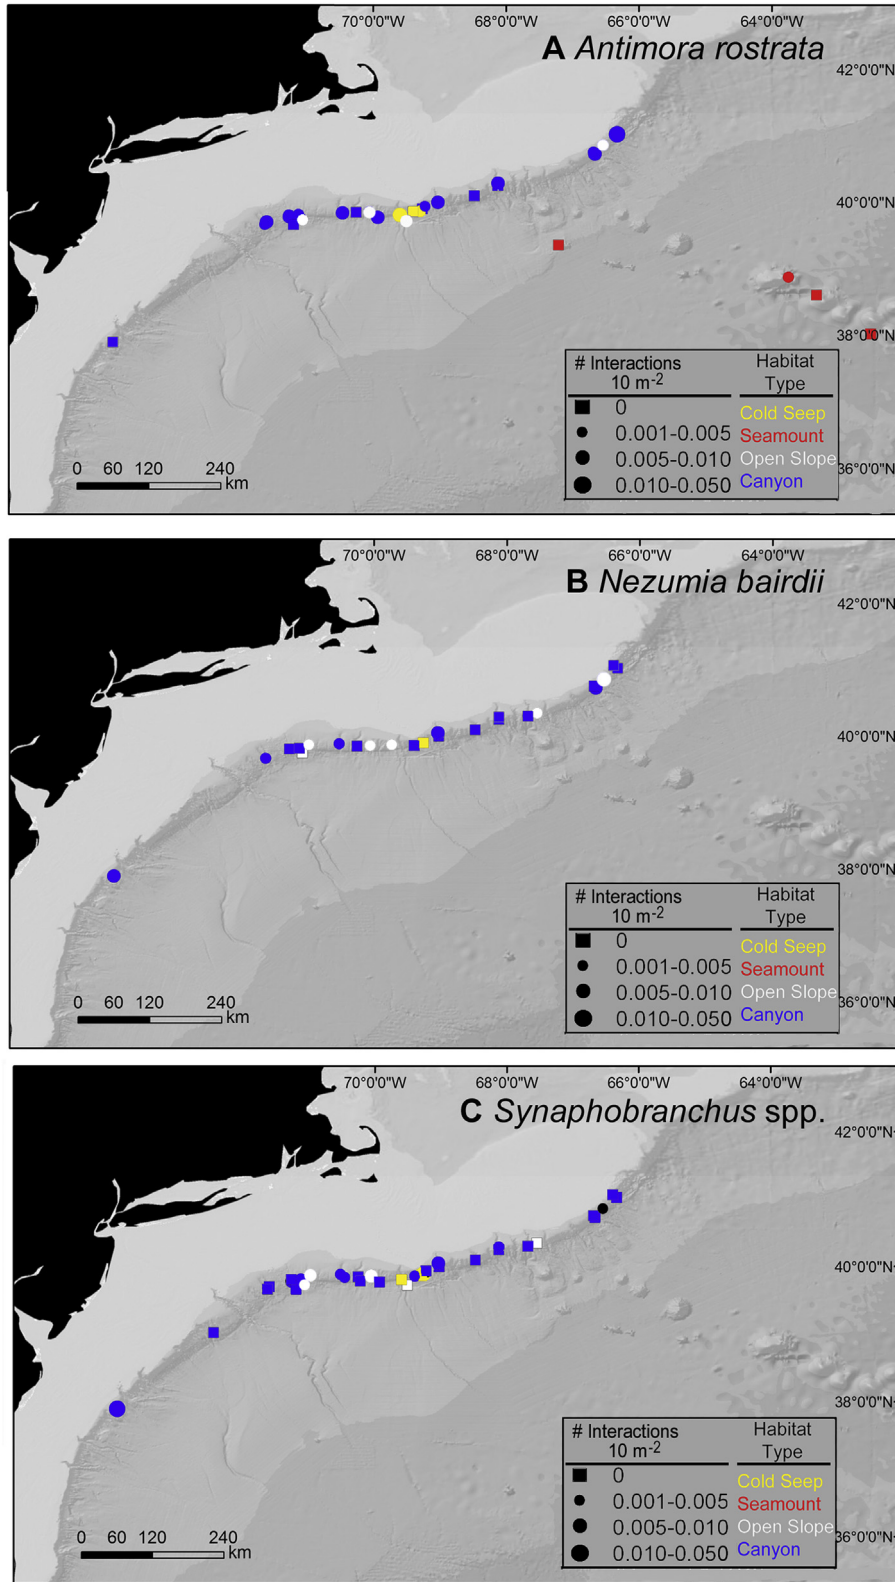 70°0'0"W 68°0'0"W 66°0'0"W 64°0'0"W
A Antimora rostrata
42°0'0"N
40°0'0"N
38°0'0"N
# Interactions
10 m-2
Habitat
Type
0
0.001-0.005
0.005-0.010
0.010-0.050
Cold Seep
Seamount
Open Slope
Canyon
36°0'0"N
0 60 120 240
km
70°0'0"W 68°0'0"W 66°0'0"W 64°0'0"W
B Nezumia bairdii
42°0'0"N
40°0'0"N
38°0'0"N
# Interactions
10 m-2
Habitat
Type
0
0.001-0.005
0.005-0.010
0.010-0.050
Cold Seep
Seamount
Open Slope
Canyon
36°0'0"N
0 60 120 240
km
70°0'0"W 68°0'0"W 66°0'0"W 64°0'0"W
C Synaphobranchus spp.
42°0'0"N
40°0'0"N
38°0'0"N
# Interactions
10 m-2
Habitat
Type
0
0.001-0.005
0.005-0.010
0.010-0.050
Cold Seep
Seamount
Open Slope
Canyon
36°0'0"N
0 60 120 240
km